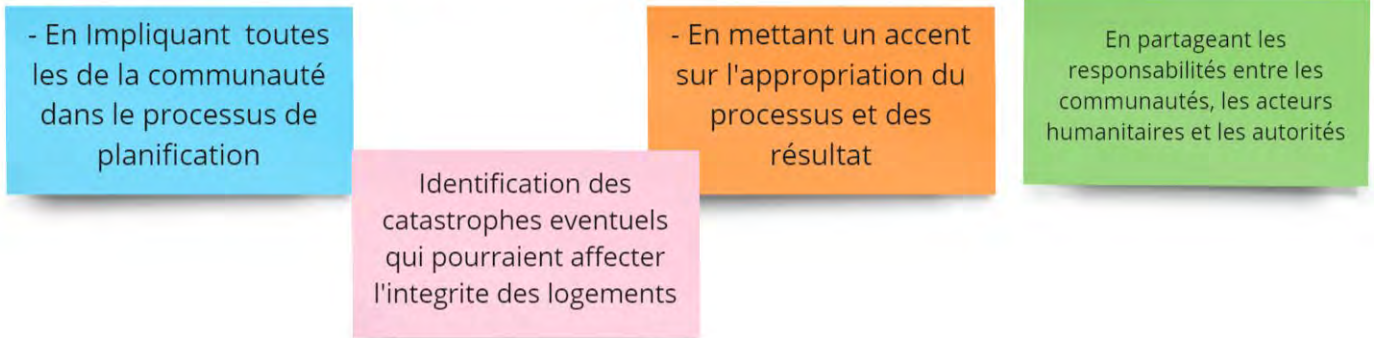 - En Impliquant toutes
les de la communauté
dans le processus de
planification
Identification des
catastrophes eventuels
qui pourraient affecter
l'integrite des logements
- En mettant un accent
sur l'appropriation du
processus et des
résultat
En partageant les
responsabilités entre les
communautés, les acteurs
humanitaires et les autorités